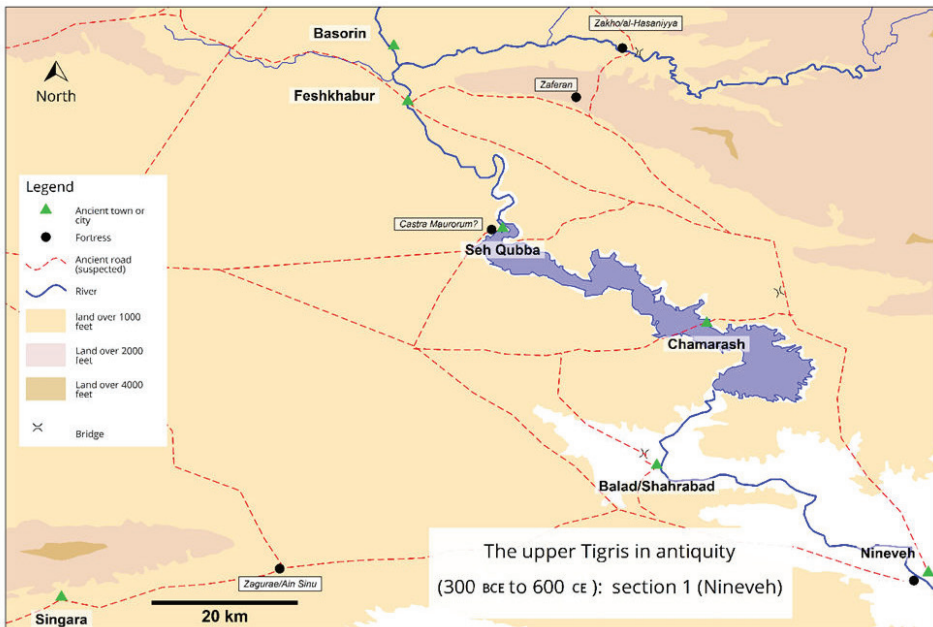 Zakho/al-Hasaniyya
Basorin
North
Zaferan
Feshkhabur
Legend
Ancient town or
city
Castra Maurorum?
Fortress
Seh Qubba
Ancient road
(suspected)
River
land over 1000
feet
Chamarash
Land over 2000
feet
Land over 4000
feet
Bridge
Balad/Shahrabad
The upper Tigris in antiquity
Nineveh
(300 BCE to 600 CE): section 1 (Nineveh)
Zagurae/Ain Sinu
20 km
Singara